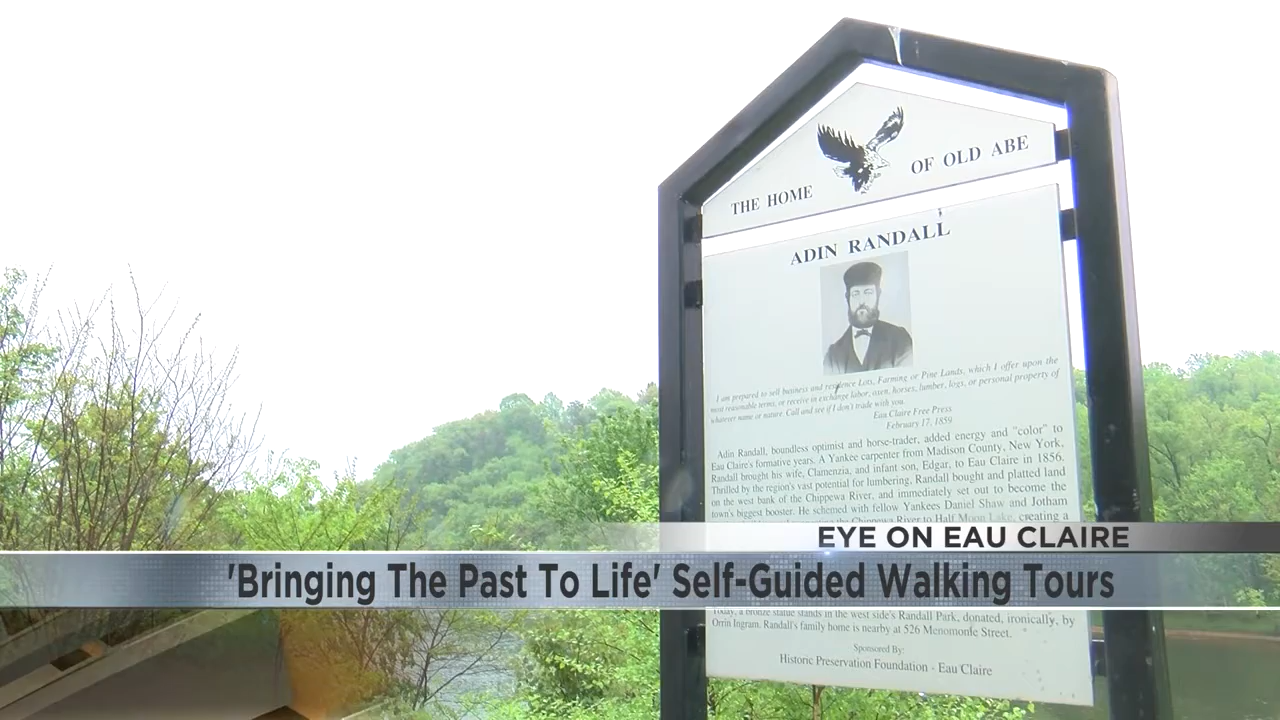 THE HOME OF OLD ABE
ADIN RANDALL
I am prepared to sell business and residence Lots, Farming or Pine Lands, which I offer upon the
most reasonable terms, or receive in exchange labor, oxen, horses, lumber, logs, or personal property of
whatever name or nature. Call and see if I don't trade with you.
Eau Claire Free Press
February 17, 1859
Adin Randall, boundless optimist and horse-trader, added energy and "color" to
Eau Claire's formative years. A Yankee carpenter from Madison County, New York,
Randall brought his wife, Clamenzia, and infant son, Edgar, to Eau Claire in 1856.
Thrilled by the region's vast potential for lumbering, Randall bought and platted land
on the west bank of the Chippewa River, and immediately set out to become the
town's biggest booster. He schemed with fellow Yankees Daniel Shaw and Jotham
the Chippewa River to Half Moon Lake, creating a
EYE ON EAU CLAIRE
'Bringing The Past To Life' Self-Guided Walking Tours
Today, a bronze statue stands in the west side's Randall Park, donated, ironically, by
Orrin Ingram. Randall's family home is nearby at 526 Menomonie Street.
Sponsored By:
Historic Preservation Foundation - Eau Claire